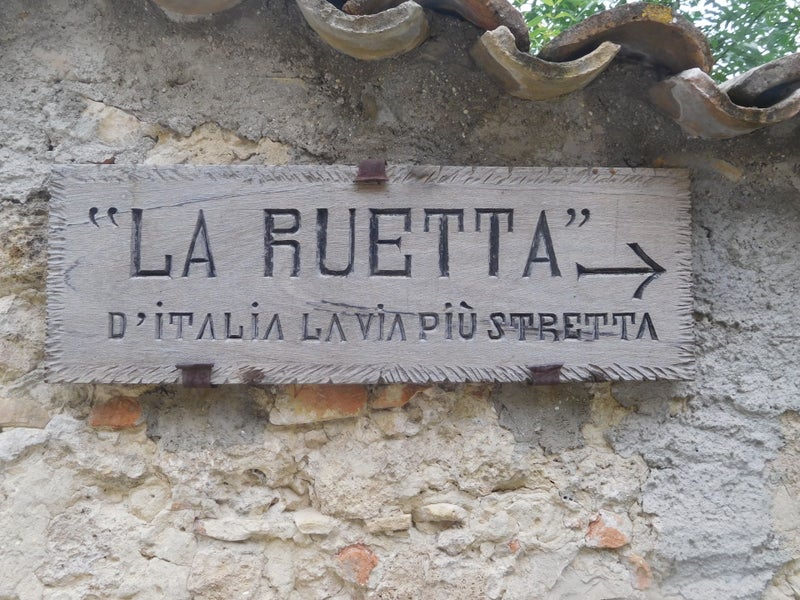 "LA RUETTA"
D'ITALIA LA VIA PIÙ STRETTA